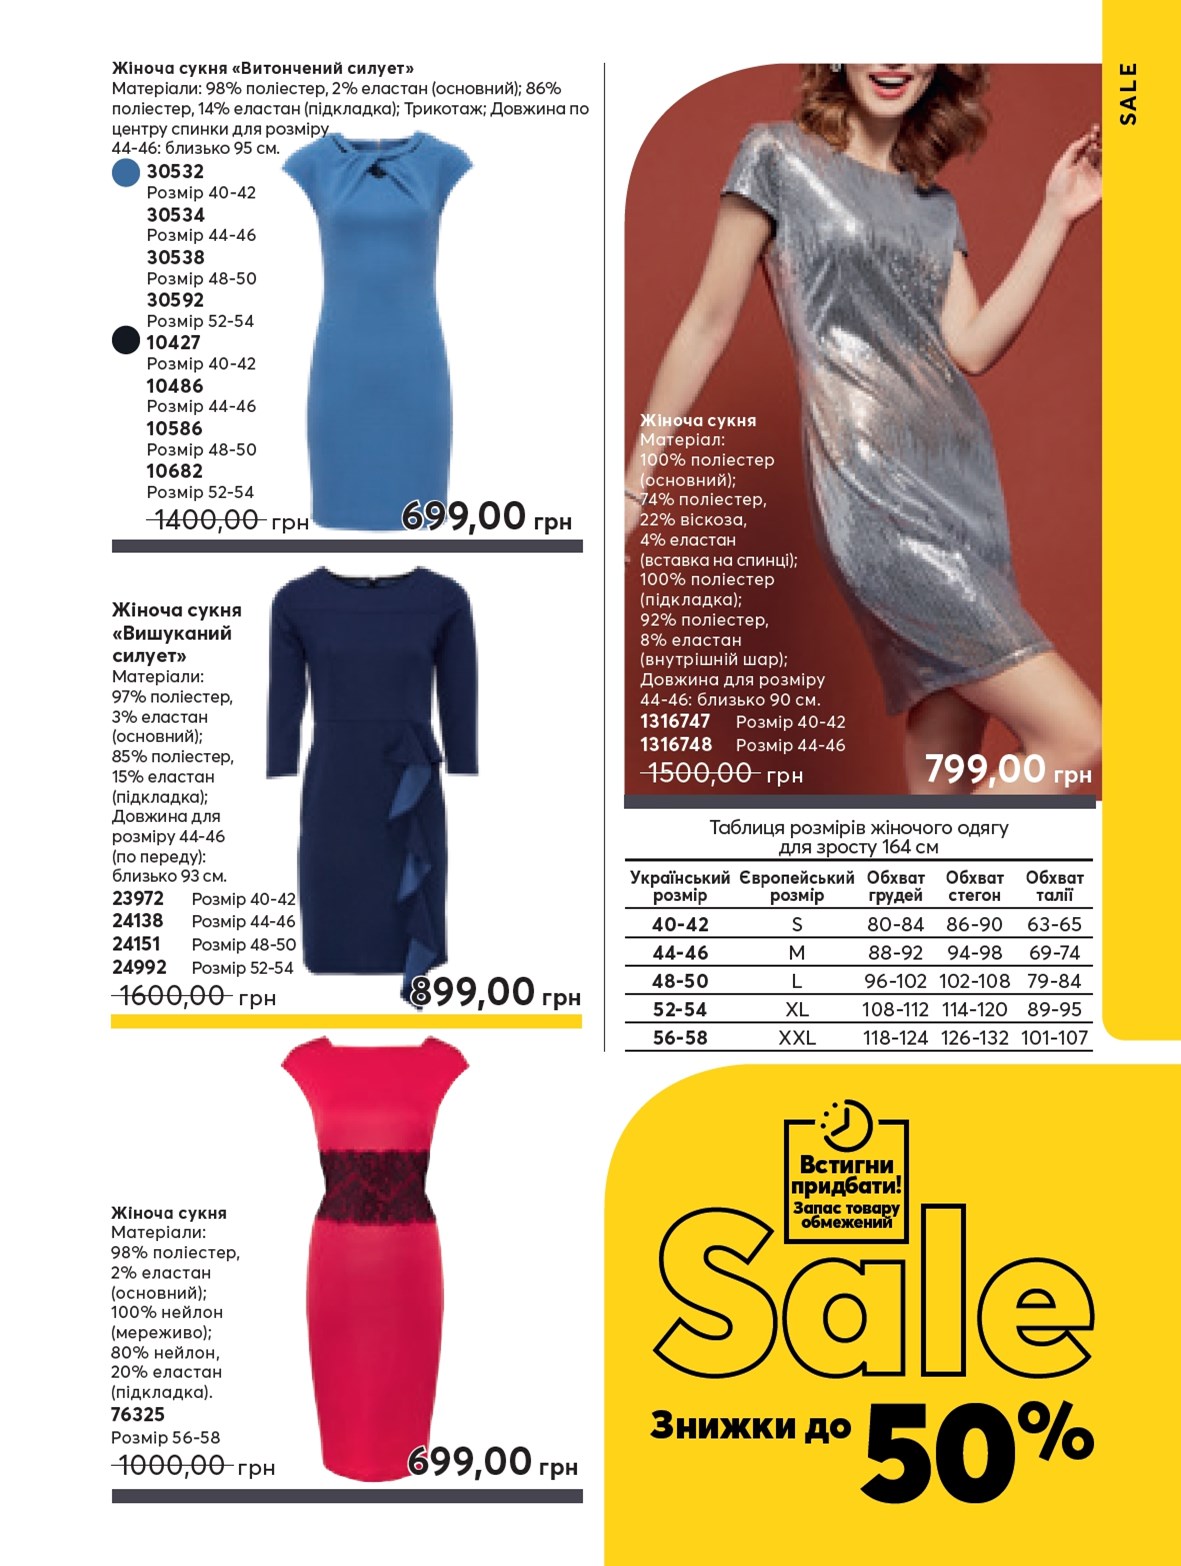 Жіноча сукня «Витончений силует»
Матеріали: 98% поліестер, 2% еластан (основний); 86%
поліестер, 14% еластан (підкладка); Трикотаж; Довжина по
центру спинки для розміру
44-46: близько 95 см.
30532
Розмір 40-42
30534
Розмір 44-46
30538
Розмір 48-50
30592
Розмір 52-54
10427
Розмір 40-42
10486
Розмір 44-46
10586
Розмір 48-50
10682
Розмір 52-54
1400,00 грн 699,00 грн
Жіноча сукня
«Вишуканий
силует»
Матеріали:
97% поліестер,
3% еластан
(основний);
85% поліестер,
15% еластан
(підкладка);
Довжина для
розміру 44-46
(по переду):
близько 93 см.
23972 Розмір 40-42
24138 Розмір 44-46
24151 Розмір 48-50
24992 Розмір 52-54
1600,00 грн 899,00 грн
Жіноча сукня
Матеріали:
98% поліестер,
2% еластан
(основний);
100% нейлон
(мереживо);
80% нейлон,
20% еластан
(підкладка).
76325
Розмір 56-58
1000,00 грн 699,00 грн
SALE
Жіноча сукня
Матеріал:
100% поліестер
(основний);
74% поліестер,
22% віскоза,
4% еластан
(вставка на спинці);
100% поліестер
(підкладка);
92% поліестер,
8% еластан
(внутрішній шар);
Довжина для розміру
44-46: близько 90 см.
1316747 Розмір 40-42
1316748 Розмір 44-46
1500,00 грн 799,00 грн
Таблиця розмірів жіночого одягу
для зросту 164 см
Український Європейський Обхват Обхват Обхват
розмір розмір грудей стегон талії
40-42 S 80-84 86-90 63-65
44-46 M 88-92 94-98 69-74
48-50 L 96-102 102-108 79-84
52-54 XL 108-112 114-120 89-95
56-58 XXL 118-124 126-132 101-107
Встигни
придбати!
Запас товару
обмежений
Sale
Знижки до 50%